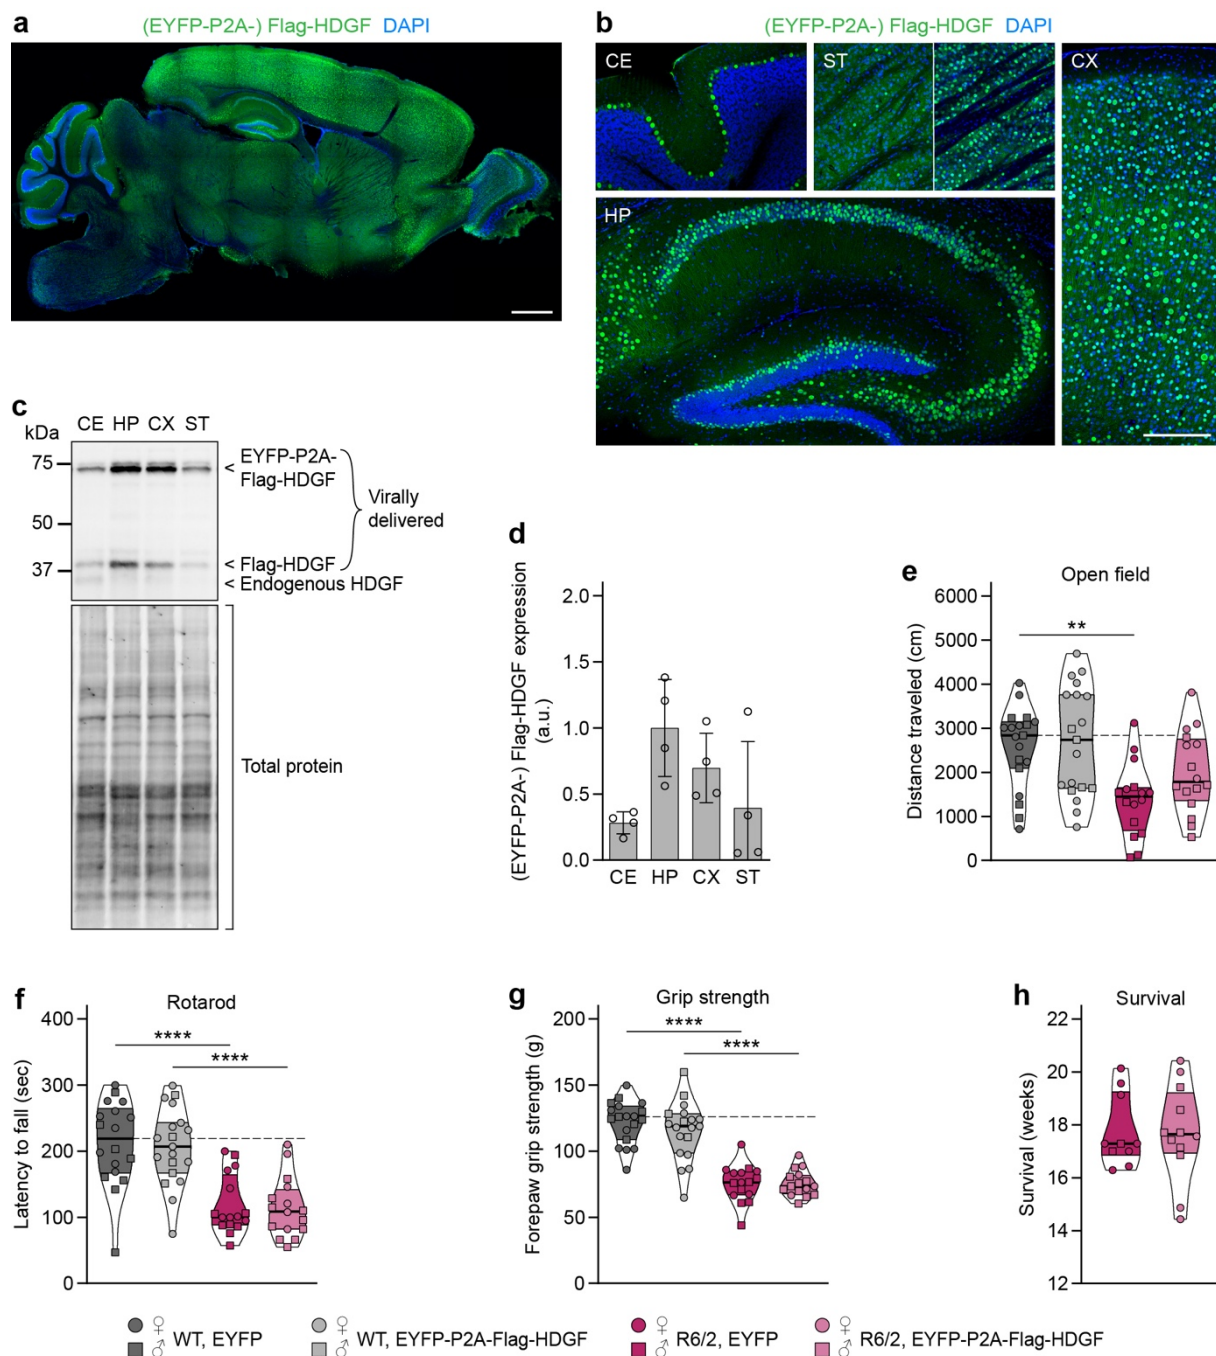 a
(EYFP-P2A-) Flag-HDGF DAPI
b
(EYFP-P2A-) Flag-HDGF DAPI
CE
ST
CX
HP
c
kDa
CE HP CX ST
75
50
37
< EYFP-P2A-
Flag-HDGF
< Flag-HDGF
< Endogenous HDGF
Virally
delivered
Total protein
d
(EYFP-P2A-) Flag-HDGF expression
(a.u.)
2.0
1.5
1.0
0.5
0.0
CE HP CX ST
e
Open field
Distance traveled (cm)
6000
5000
4000
3000
2000
1000
0
**
f
Rotarod
Latency to fall (sec)
400
300
200
100
0
****
****
g
Grip strength
Forepaw grip strength (g)
200
150
100
50
0
****
****
h
Survival
Survival (weeks)
22
20
18
16
14
12
♀
♂ WT, EYFP
♀
♂ WT, EYFP-P2A-Flag-HDGF
♀
♂ R6/2, EYFP
♀
♂ R6/2, EYFP-P2A-Flag-HDGF